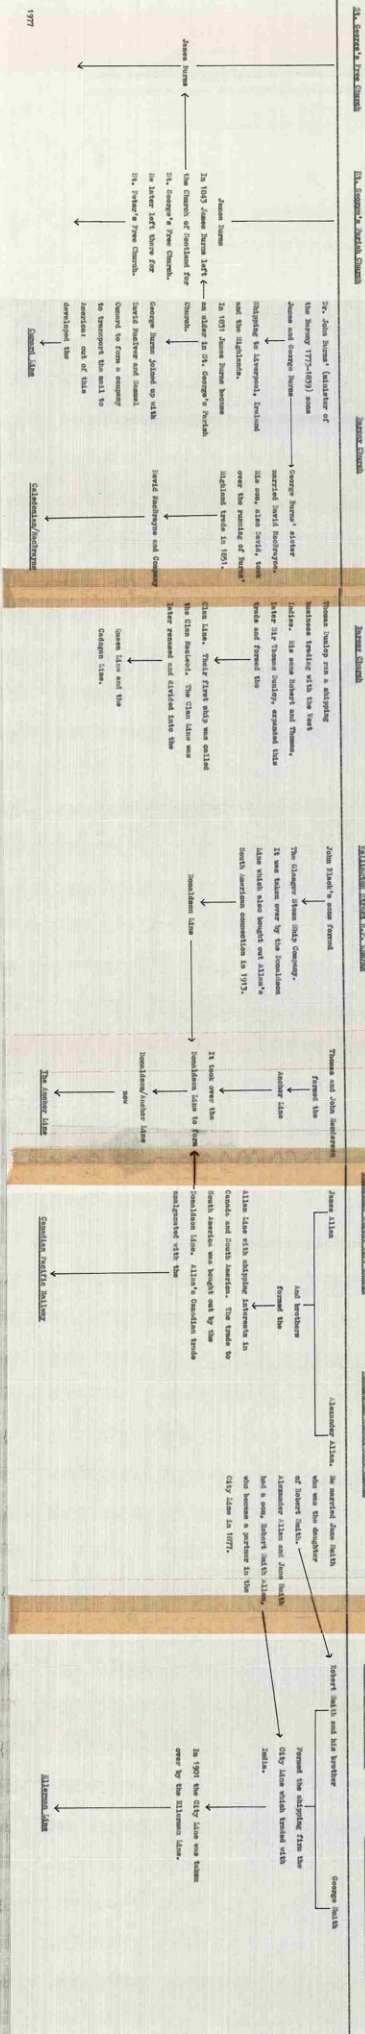 St. George's Free Church
St. George's Parish Church
Barony Church
Barony Church
James Burns
1977
James Burns
In 1843 James Burns left
the Church of Scotland for
St. George's Free Church.
He later left there for
St. Peter's Free Church.
Dr. John Burns' (minister of
the Barony 1773-1839) sons
James and George Burns
Shipping to Liverpool, Ireland
and the Highlands.
In 1831 James Burns became
an elder in St. George's Parish
Church.
George Burns joined up with
David MacIver and Samuel
Cunard to form a company
to transport the mail to
America: out of this
developed the
Cunard Line
George Burns' sister
married David MacBrayne.
His son, also David, took
over the running of Burns'
Highland trade in 1851.
David MacBrayne and Company
Caledonian/MacBrayne
Thomas Dunlop ran a shipping
business trading with the West
Indies. His sons Robert and Thomas,
later Sir Thomas Dunlop, expanded this
trade and formed the
Clan Line. Their first ship was called
the Clan MacLeod. The Clan Line was
later renamed and divided into the
Queen Line and the
Cadogan Line.
Wellington Street U.P. Church
John Flack's sons formed
The Glasgow Steam Ship Company.
It was taken over by the Donaldson
Line which also bought out Allan's
South American connection in 1913.
Donaldson Line
Thomas and John Henderson
formed the
Anchor Line
It took over the
Donaldson Line to form
Donaldson/Anchor Line
now
The Anchor Line
James Allan
Alexander Allan.
And brothers
formed the
Allan Line with shipping interests in
Canada and South America. The trade to
South America was bought out by the
Donaldson Line. Allan's Canadian trade
amalgamated with the
Canadian Pacific Railway
He married Jane Smith
who was the daughter
of Robert Smith.
Alexander Allan and Jane Smith
had a son, Robert Smith Allan,
who became a partner in the
City Line in 1877.
Robert Smith and his brother
George Smith
Formed the shipping firm the
City Line which traded with
India.
In 1901 the City Line was taken
over by the Ellerman Line.
Ellerman Line